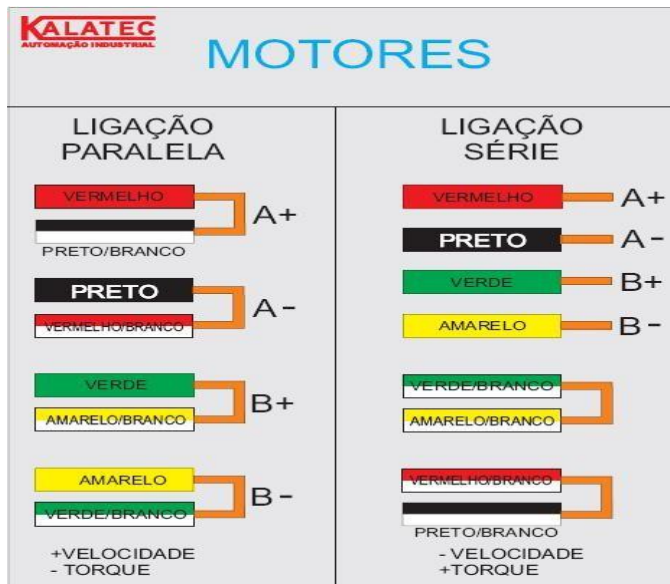 KALATEC
AUTOMAÇÃO INDUSTRIAL
MOTORES
LIGAÇÃO
PARALELA
VERMELHO
PRETO/BRANCO
A+
PRETO
VERMELHO/BRANCO
A-
VERDE
AMARELO/BRANCO
B+
AMARELO
VERDE/BRANCO
B-
+VELOCIDADE
- TORQUE
LIGAÇÃO
SÉRIE
VERMELHO A+
PRETO A-
VERDE B+
AMARELO B-
VERDE/BRANCO
AMARELO/BRANCO
VERMELHO/BRANCO
PRETO/BRANCO
- VELOCIDADE
+TORQUE